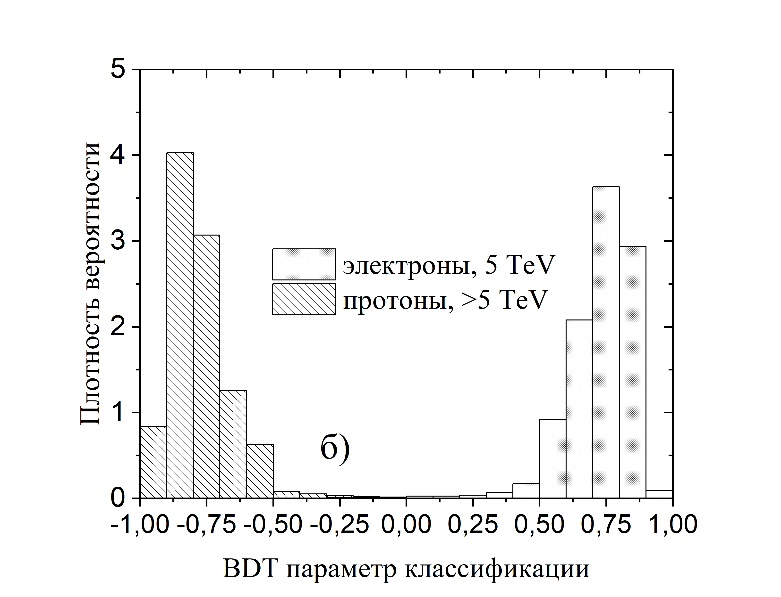 5
4
3
2
1
0
Плотность вероятности
электроны, 5 TeV
протоны, >5 TeV
б)
-1,00 -0,75 -0,50 -0,25 0,00 0,25 0,50 0,75 1,00
BDT параметр классификации